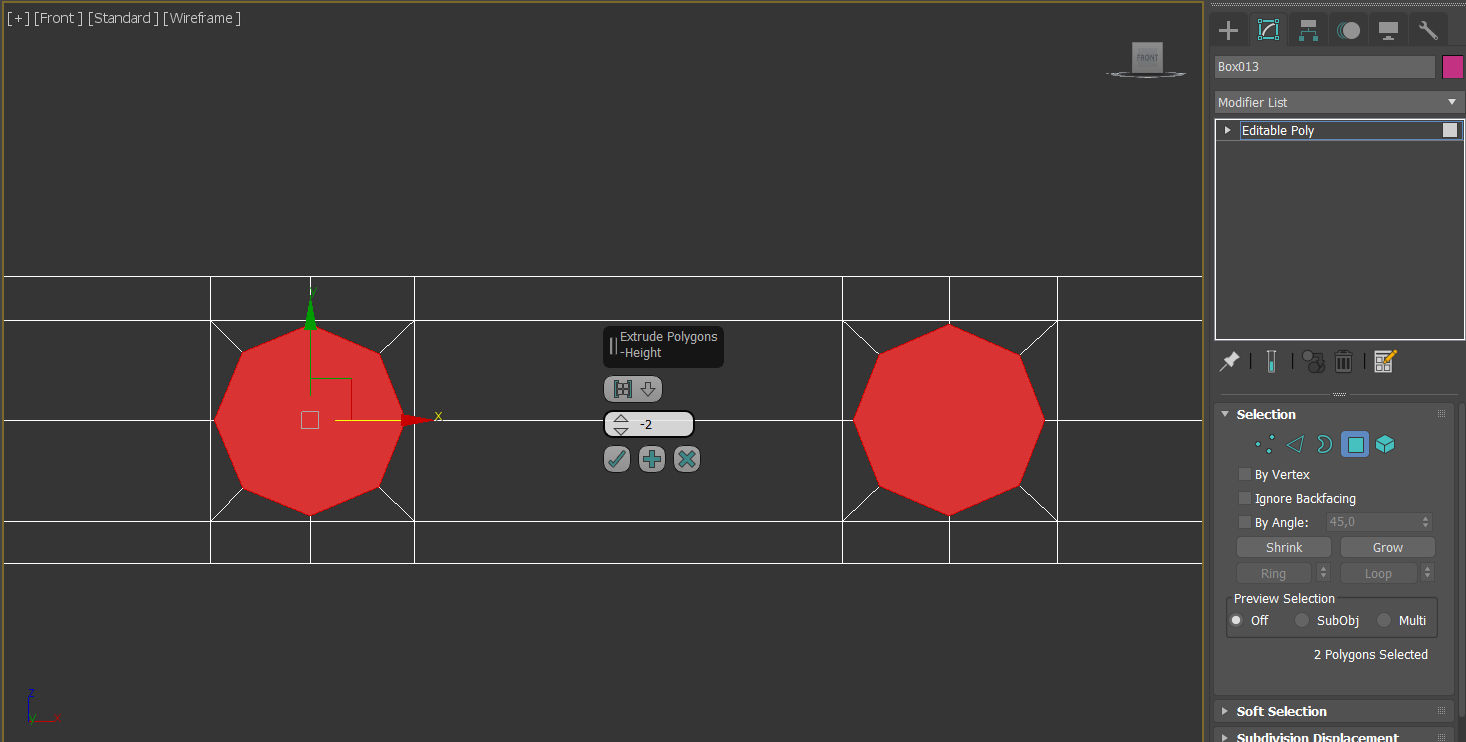 [+] [Front ] [Standard ] [Wireframe ]
FRONT
y
x
Extrude Polygons
-Height
-2
z
y
x
Box013
Modifier List
Editable Poly
Selection
By Vertex
Ignore Backfacing
By Angle: 45,0
Shrink Grow
Ring Loop
Preview Selection
Off SubObj Multi
2 Polygons Selected
Soft Selection
Subdivision Displacement